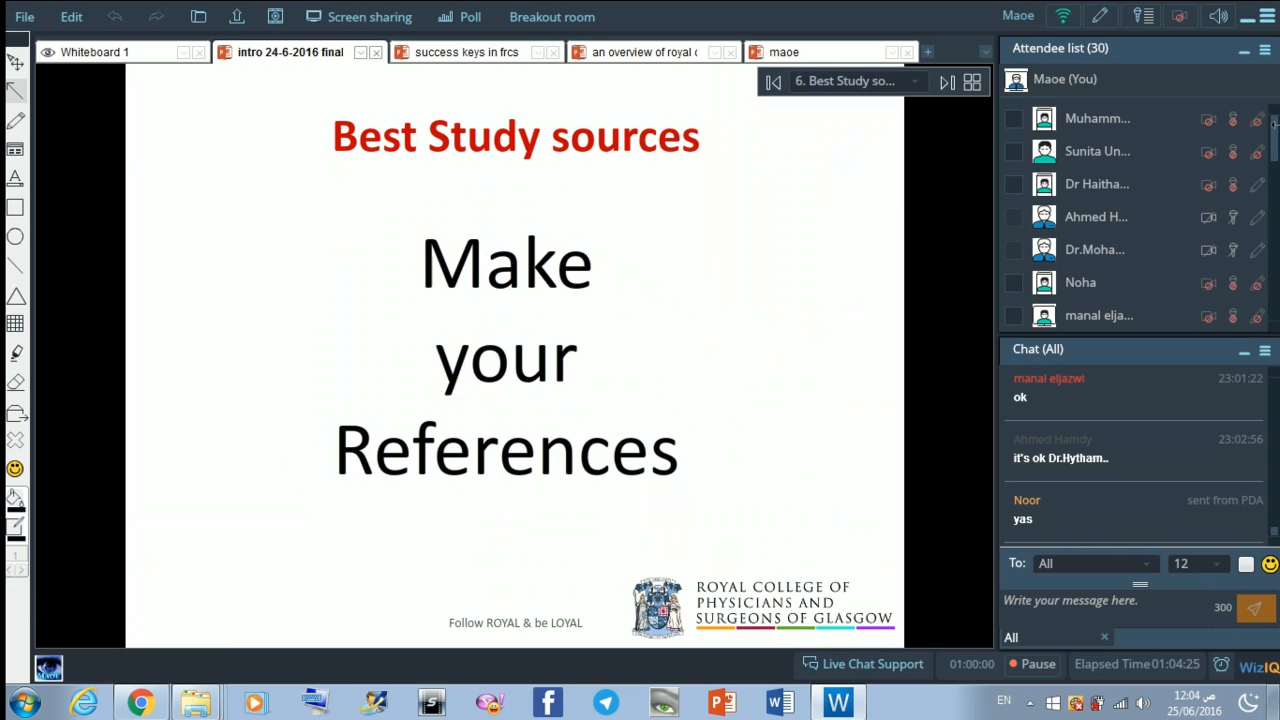 File Edit Screen sharing Poll Breakout room Maoe
Whiteboard 1 intro 24-6-2016 final success keys in frcs an overview of royal c maoe
6. Best Study so...
Best Study sources
Make
your
References
Follow ROYAL & be LOYAL
ROYAL COLLEGE OF
PHYSICIANS AND
SURGEONS OF GLASGOW
Attendee list (30)
Maoe (You)
Muhamm...
Sunita Un...
Dr Haitha...
Ahmed H...
Dr.Moha...
Noha
manal elja...
Chat (All)
manal eljazwi 23:01:22
ok
Ahmed Hamdy 23:02:56
it's ok Dr.Hytham..
Noor sent from PDA
yas
To: All 12
Write your message here. 300
All
1
MAOE
Live Chat Support 01:00:00 Pause Elapsed Time 01:04:25 WizIQ
EN 12:04 ص
25/06/2016